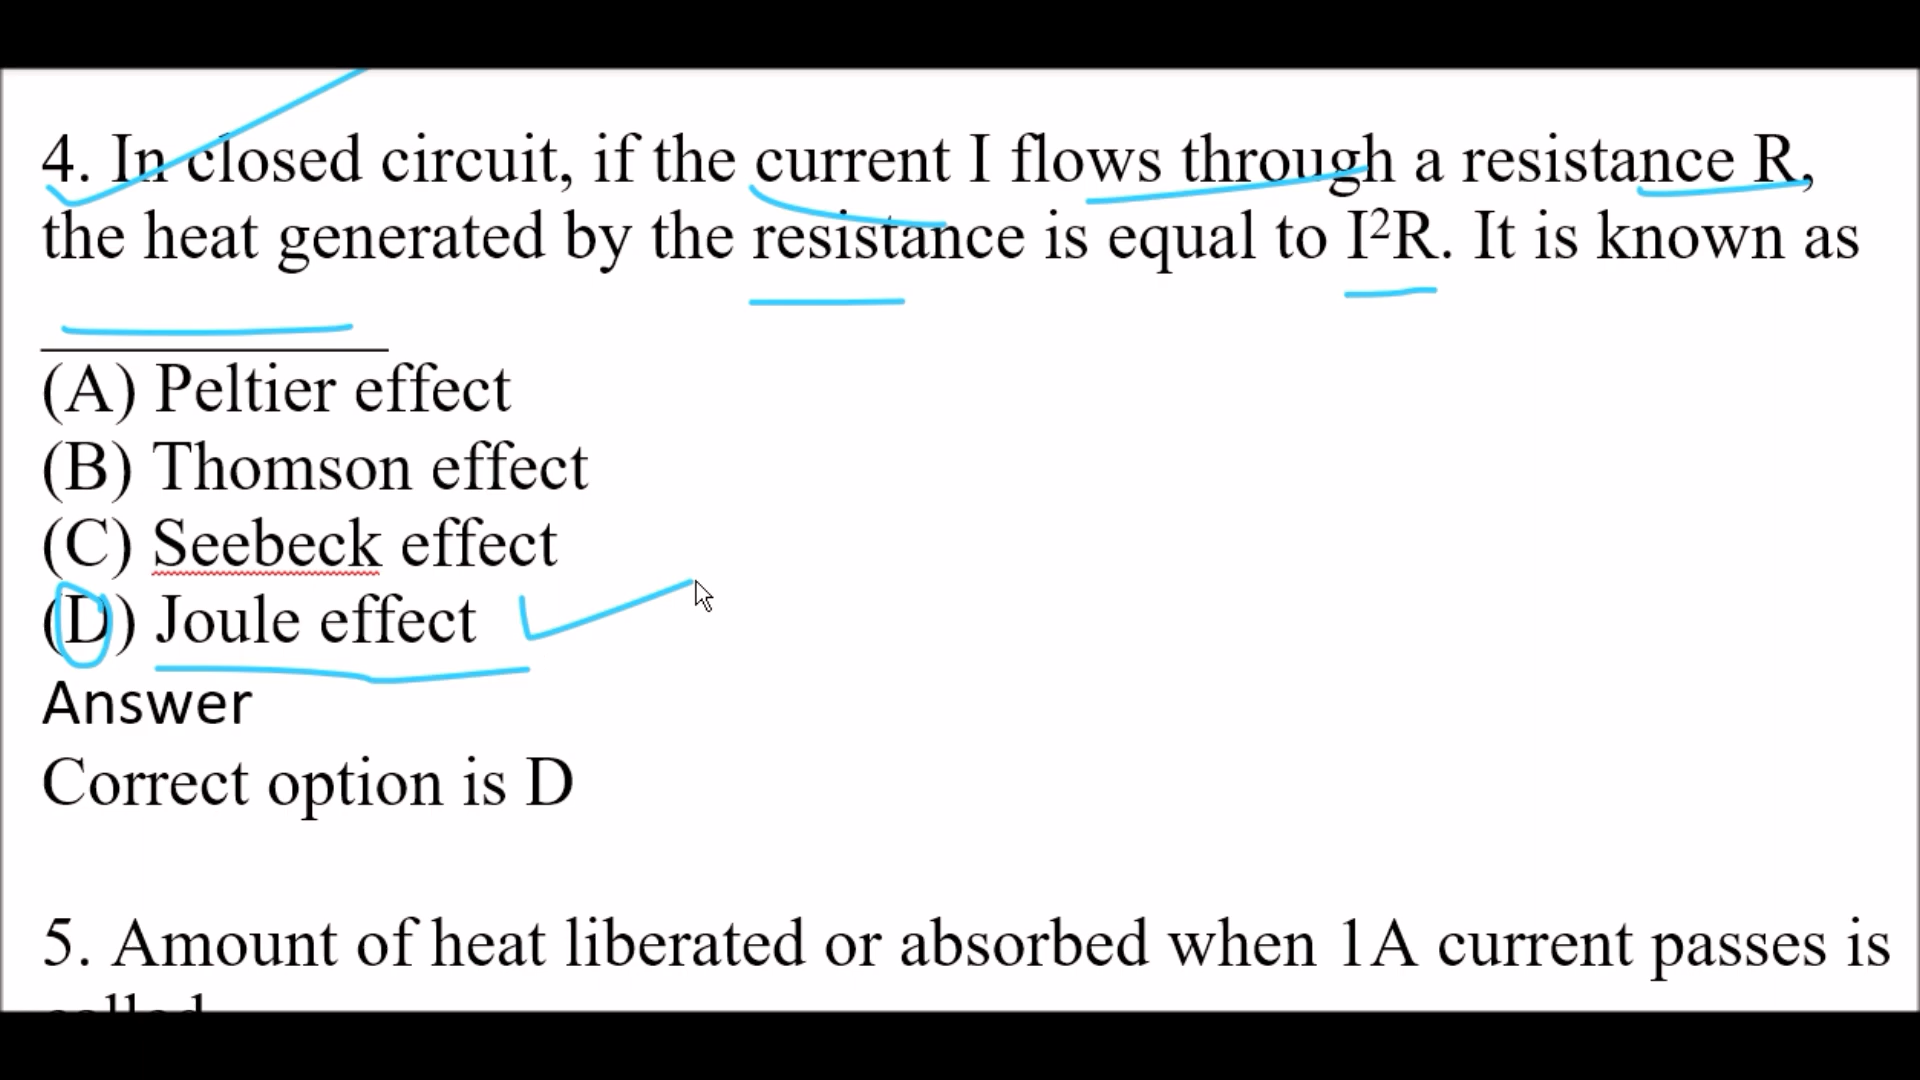 4. In closed circuit, if the current I flows through a resistance R,
the heat generated by the resistance is equal to I²R. It is known as
___________
(A) Peltier effect
(B) Thomson effect
(C) Seebeck effect
(D) Joule effect
Answer
Correct option is D
5. Amount of heat liberated or absorbed when 1A current passes is